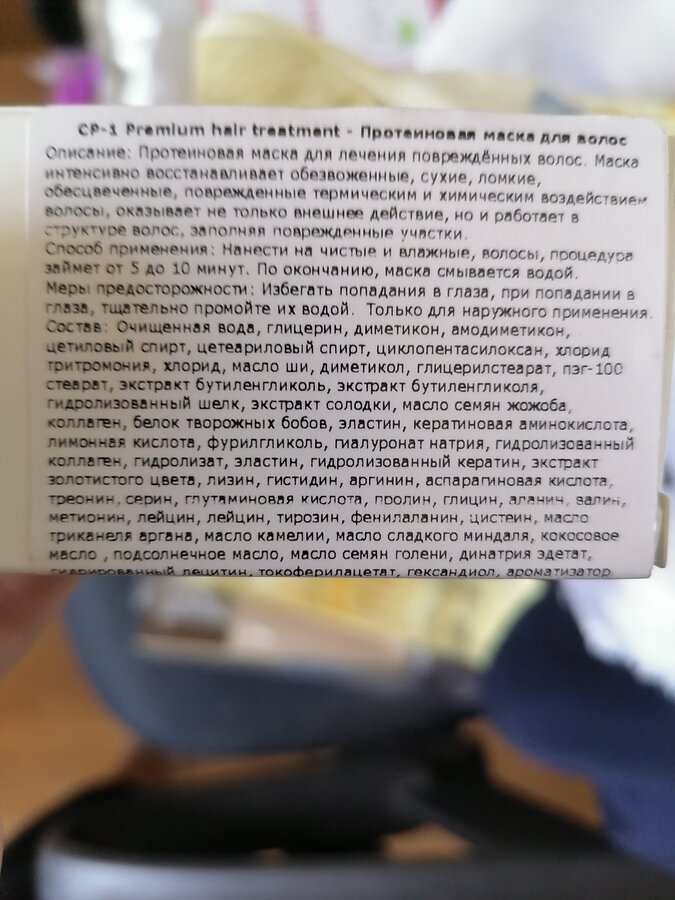 CP-1 Premium hair treatment - Протеиновая маска для волос
Описание: Протеиновая маска для лечения повреждённых волос. Маска
интенсивно восстанавливает обезвоженные, сухие, ломкие,
обесцвеченные, поврежденные термическим и химическим воздействием
волосы, оказывает не только внешнее действие, но и работает в
структуре волос, заполняя поврежденные участки.
Способ применения: Нанести на чистые и влажные, волосы, процедура
займет от 5 до 10 минут. По окончанию, маска смывается водой.
Меры предосторожности: Избегать попадания в глаза, при попадании в
глаза, тщательно промойте их водой. Только для наружного применения.
Состав: Очищенная вода, глицерин, диметикон, амодиметикон,
цетиловый спирт, цетеариловый спирт, циклопентасилоксан, хлорид
тритромония, хлорид, масло ши, диметикол, глицерилстеарат, пэг-100
стеарат, экстракт бутиленгликоль, экстракт бутиленгликоля,
гидролизованный шелк, экстракт солодки, масло семян жожоба,
коллаген, белок творожных бобов, эластин, кератиновая аминокислота,
лимонная кислота, фурилгликоль, гиалуронат натрия, гидролизованный
коллаген, гидролизат, эластин, гидролизованный кератин, экстракт
золотистого цвета, лизин, гистидин, аргинин, аспарагиновая кислота,
треонин, серин, глутаминовая кислота, пролин, глицин, аланин, валин,
метионин, лейцин, лейцин, тирозин, фенилаланин, цистеин, масло
триканеля аргана, масло камелии, масло сладкого миндаля, кокосовое
масло , подсолнечное масло, масло семян голени, динатрия эдетат,
гидрированный лецитин, токоферилацетат, гександиол, ароматизатор